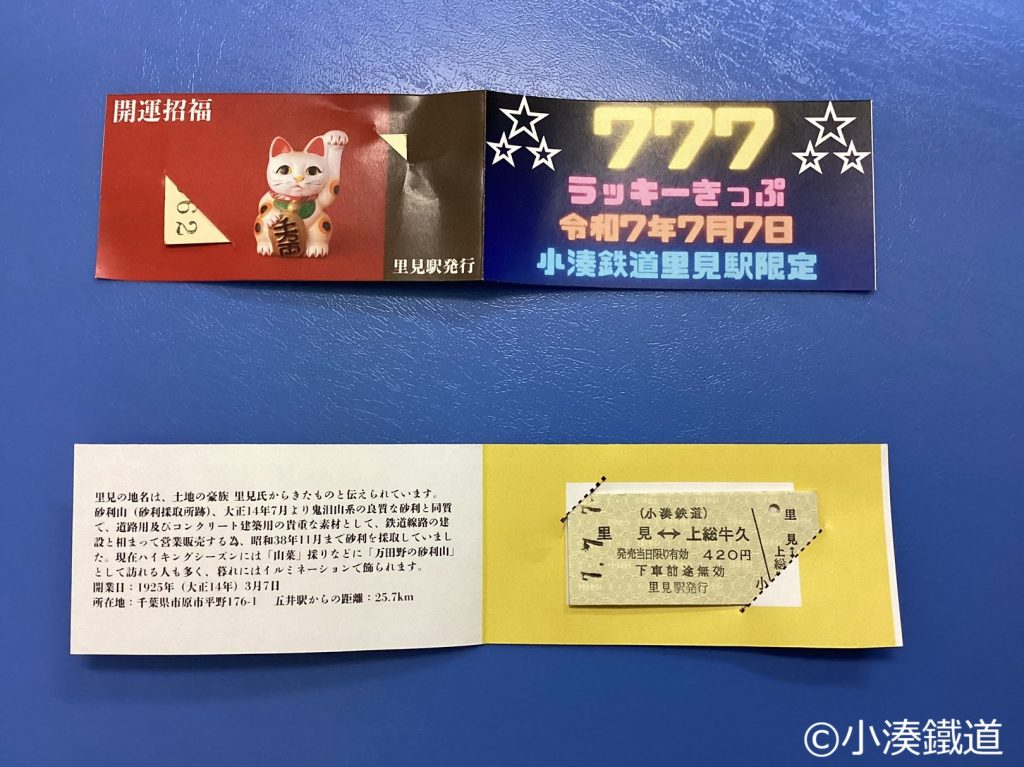 開運招福
62
里見駅発行
777
ラッキーきっぷ
令和7年7月7日
小湊鉄道里見駅限定
里見の地名は、土地の豪族 里見氏からきたものと伝えられています。
砂利山（砂利採取所跡）、大正14年7月より鬼泪山系の良質な砂利と同質
で、道路用及びコンクリート建築用の貴重な素材として、鉄道線路の建
設と相まって営業販売する為、昭和38年11月まで砂利を採取していまし
た。現在ハイキングシーズンには「山菜」採りなどに「万田野の砂利山」
として訪れる人も多く、暮れにはイルミネーションで飾られます。
開業日：1925年（大正14年）3月7日
所在地：千葉県市原市平野176-1　五井駅からの距離：25.7km
7. 7. 7.
（小湊鉄道）
里見↔上総牛久
発売当日限り有効 420円
下車前途無効
里見駅発行
里見
上総
小
©小湊鐵道